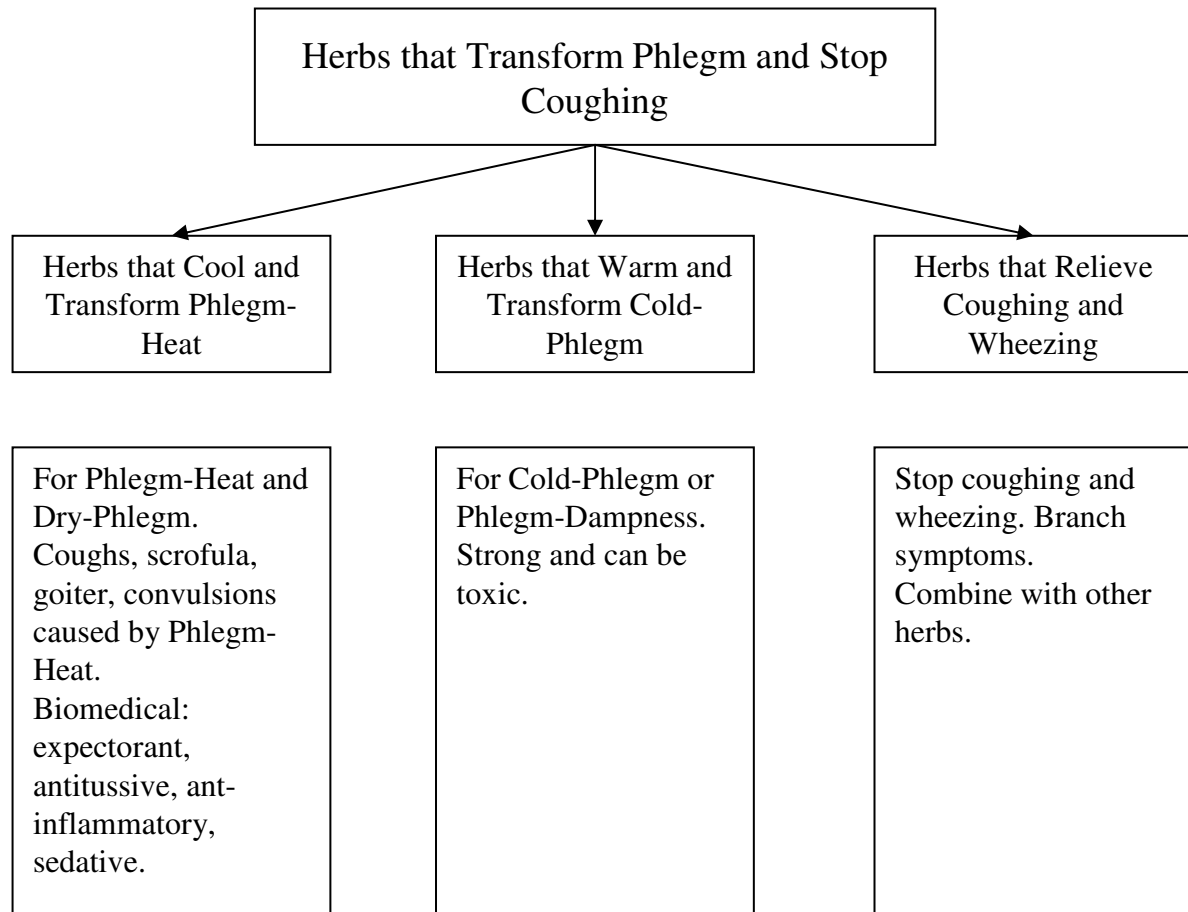 Herbs that Transform Phlegm and Stop
Coughing
Herbs that Cool and
Transform Phlegm-
Heat
Herbs that Warm and
Transform Cold-
Phlegm
Herbs that Relieve
Coughing and
Wheezing
For Phlegm-Heat and
Dry-Phlegm.
Coughs, scrofula,
goiter, convulsions
caused by Phlegm-
Heat.
Biomedical:
expectorant,
antitussive, ant-
inflammatory,
sedative.
For Cold-Phlegm or
Phlegm-Dampness.
Strong and can be
toxic.
Stop coughing and
wheezing. Branch
symptoms.
Combine with other
herbs.